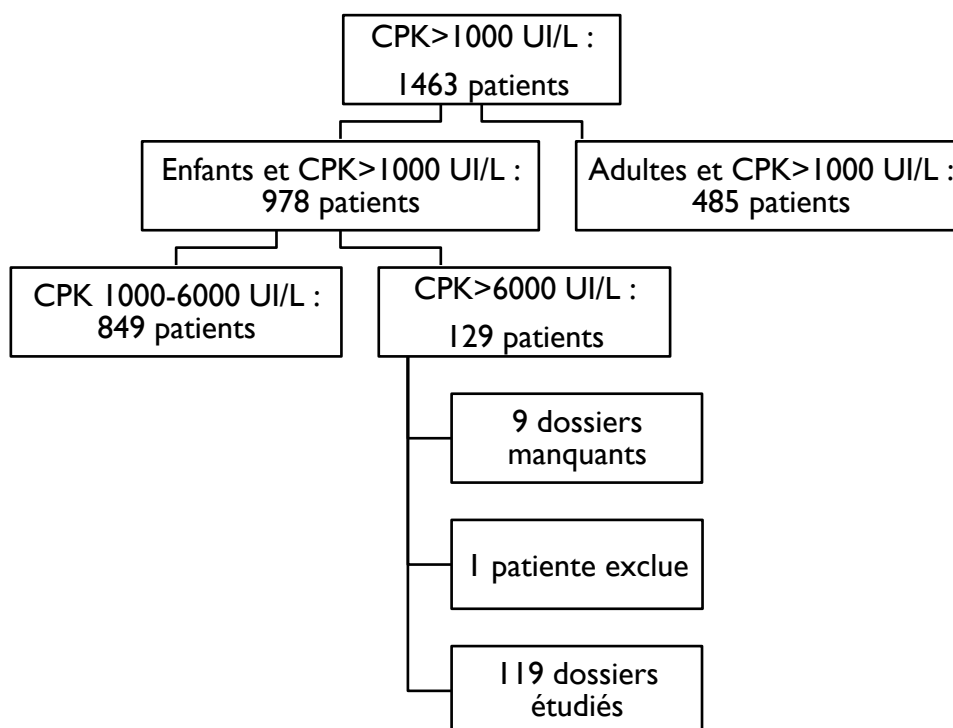 CPK>1000 UI/L :
1463 patients
Enfants et CPK>1000 UI/L :
978 patients
Adultes et CPK>1000 UI/L :
485 patients
CPK 1000-6000 UI/L :
849 patients
CPK>6000 UI/L :
129 patients
9 dossiers
manquants
1 patiente exclue
119 dossiers
étudiés